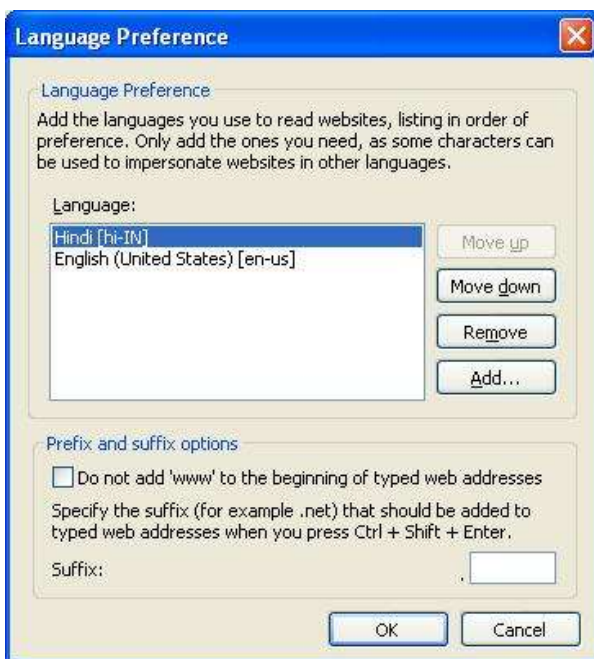 Language Preference
Language Preference
Add the languages you use to read websites, listing in order of
preference. Only add the ones you need, as some characters can
be used to impersonate websites in other languages.
Language:
Hindi [hi-IN]
English (United States) [en-us]
Move up
Move down
Remove
Add...
Prefix and suffix options
Do not add 'www' to the beginning of typed web addresses
Specify the suffix (for example .net) that should be added to
typed web addresses when you press Ctrl + Shift + Enter.
Suffix: .
OK Cancel